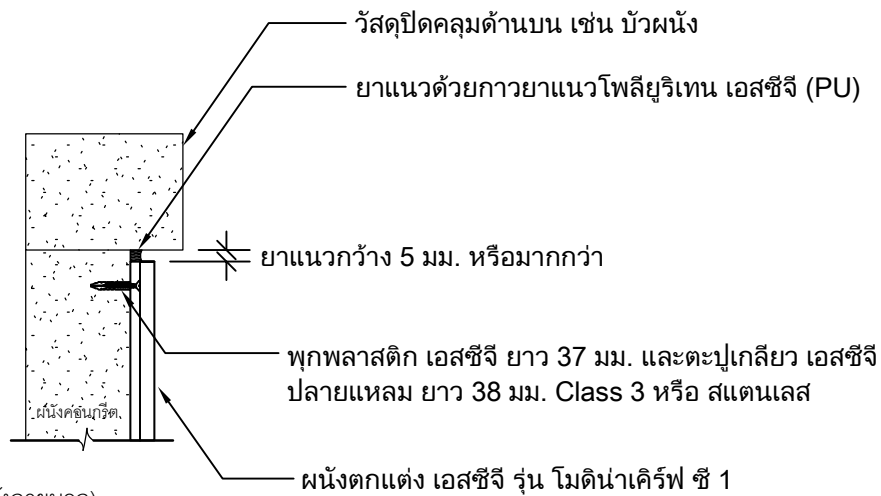 วัสดุปิดคลุมด้านบน เช่น บัวผนัง
ยาแนวด้วยกาวยาแนวโพลียูริเทน เอสซีจี (PU)
ยาแนวกว้าง 5 มม. หรือมากกว่า
พุกพลาสติก เอสซีจี ยาว 37 มม. และตะปูเกลียว เอสซีจี
ปลายแหลม ยาว 38 มม. Class 3 หรือ สแตนเลส
ผนังคอนกรีต
ผนังตกแต่ง เอสซีจี รุ่น โมดิน่าเคิร์ฟ ซี 1